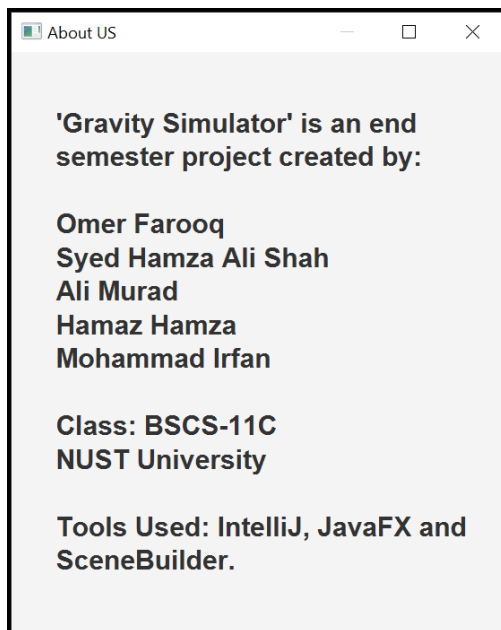 About US
'Gravity Simulator' is an end
semester project created by:
Omer Farooq
Syed Hamza Ali Shah
Ali Murad
Hamaz Hamza
Mohammad Irfan
Class: BSCS-11C
NUST University
Tools Used: IntelliJ, JavaFX and
SceneBuilder.